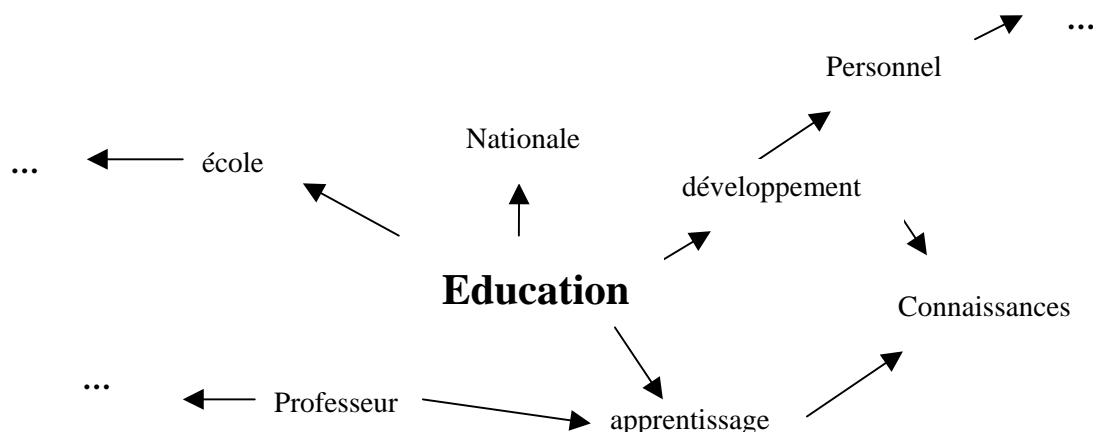 ...
Personnel
Nationale
... école
développement
Education
Connaissances
...
Professeur
apprentissage